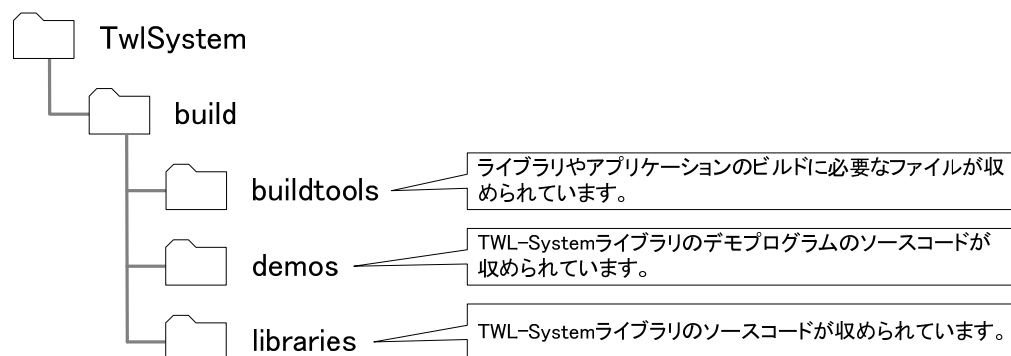 TwlSystem
build
buildtools
ライブラリやアプリケーションのビルドに必要なファイルが収
められています。
demos
TWL-Systemライブラリのデモプログラムのソースコードが
収められています。
libraries
TWL-Systemライブラリのソースコードが収められています。